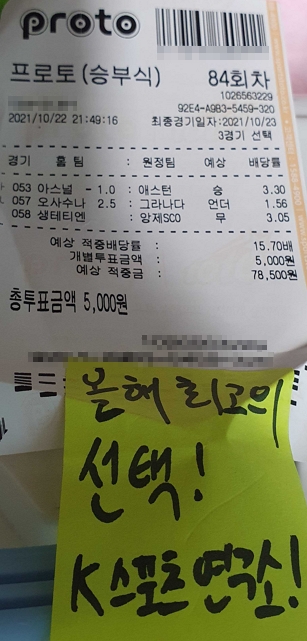 proto
프로토(승부식) 84회차
1026563229
92E4-A9B3-5459-320
2021/10/22 21:49:16 최종경기일자:2021/10/23
3경기 선택
경기 홈팀 : 원정팀 예상 배당률
053 아스널 - 1.0 : 애스턴 승 3.30
057 오사수나 2.5 : 그라나다 언더 1.56
058 생테티엔 : 앙제SCO 무 3.05
예상 적중배당률 : 15.70배
개별투표금액 : 5,000원
예상 적중금 : 78,500원
총투표금액 5,000원
올해 최고의
선택!
K스포츠연구소!